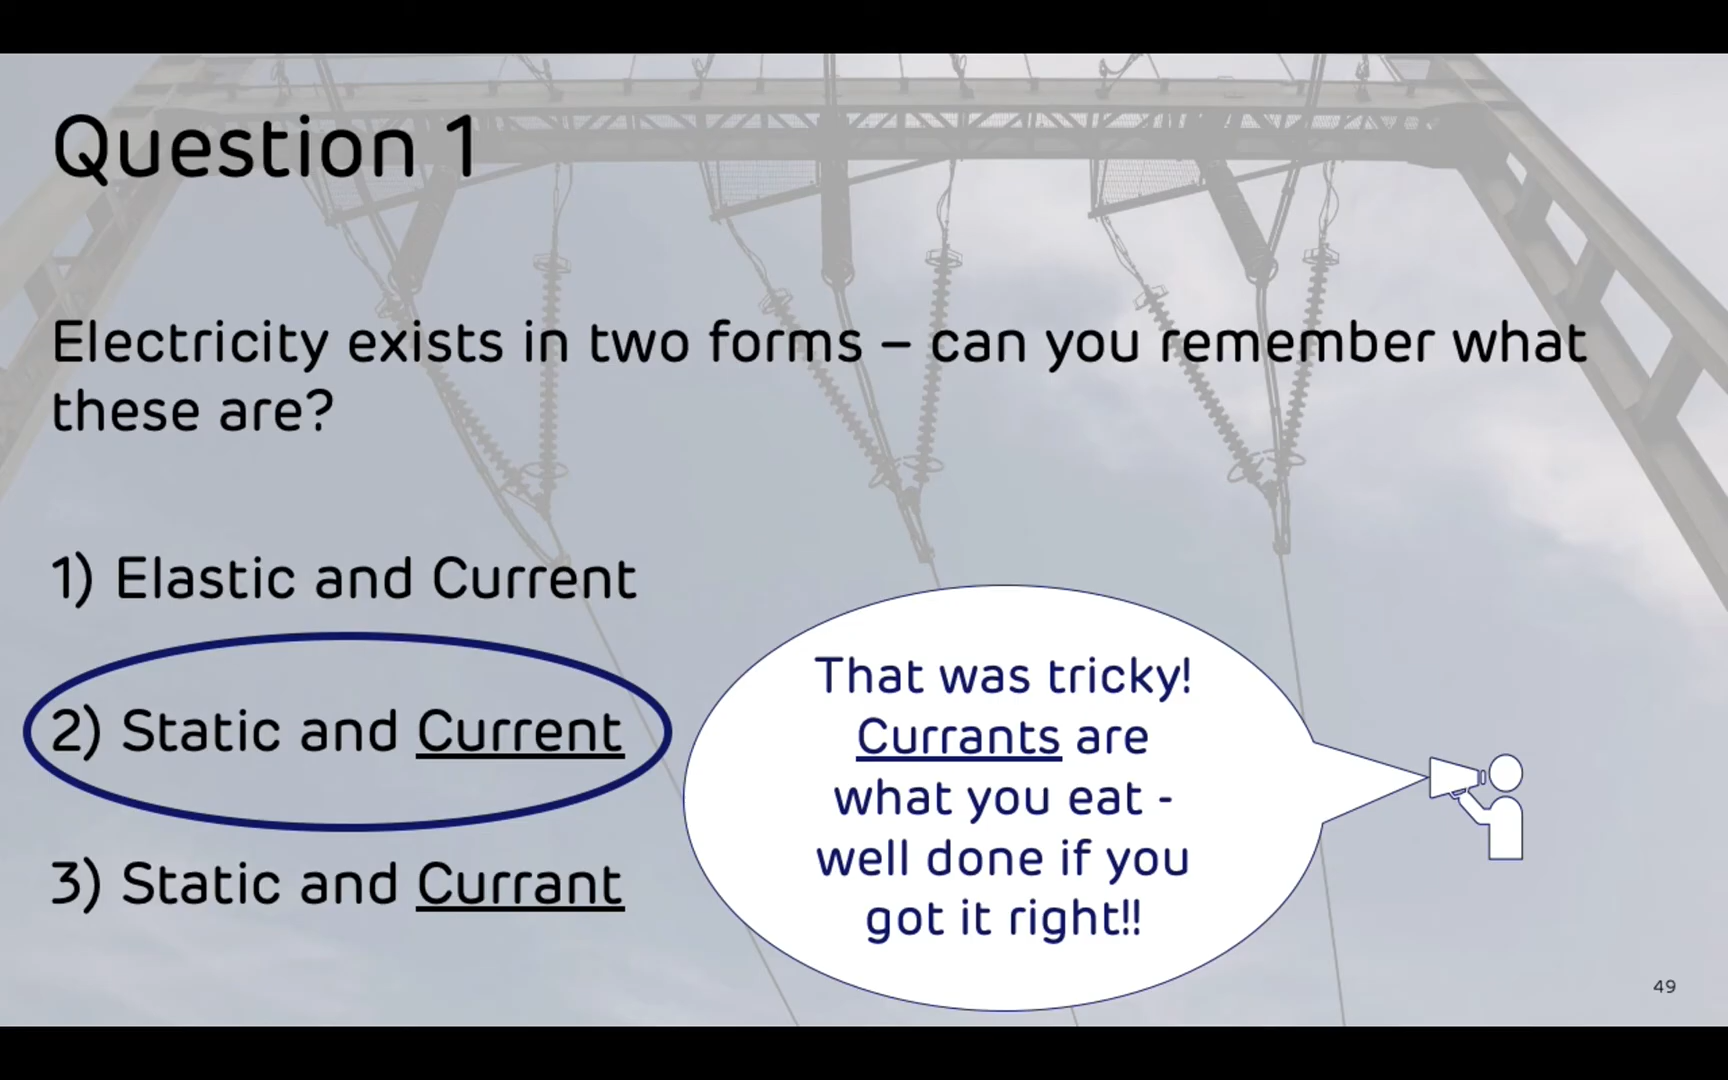 Question 1
Electricity exists in two forms – can you remember what
these are?
1) Elastic and Current
2) Static and Current
3) Static and Currant
That was tricky!
Currants are
what you eat -
well done if you
got it right!!
49